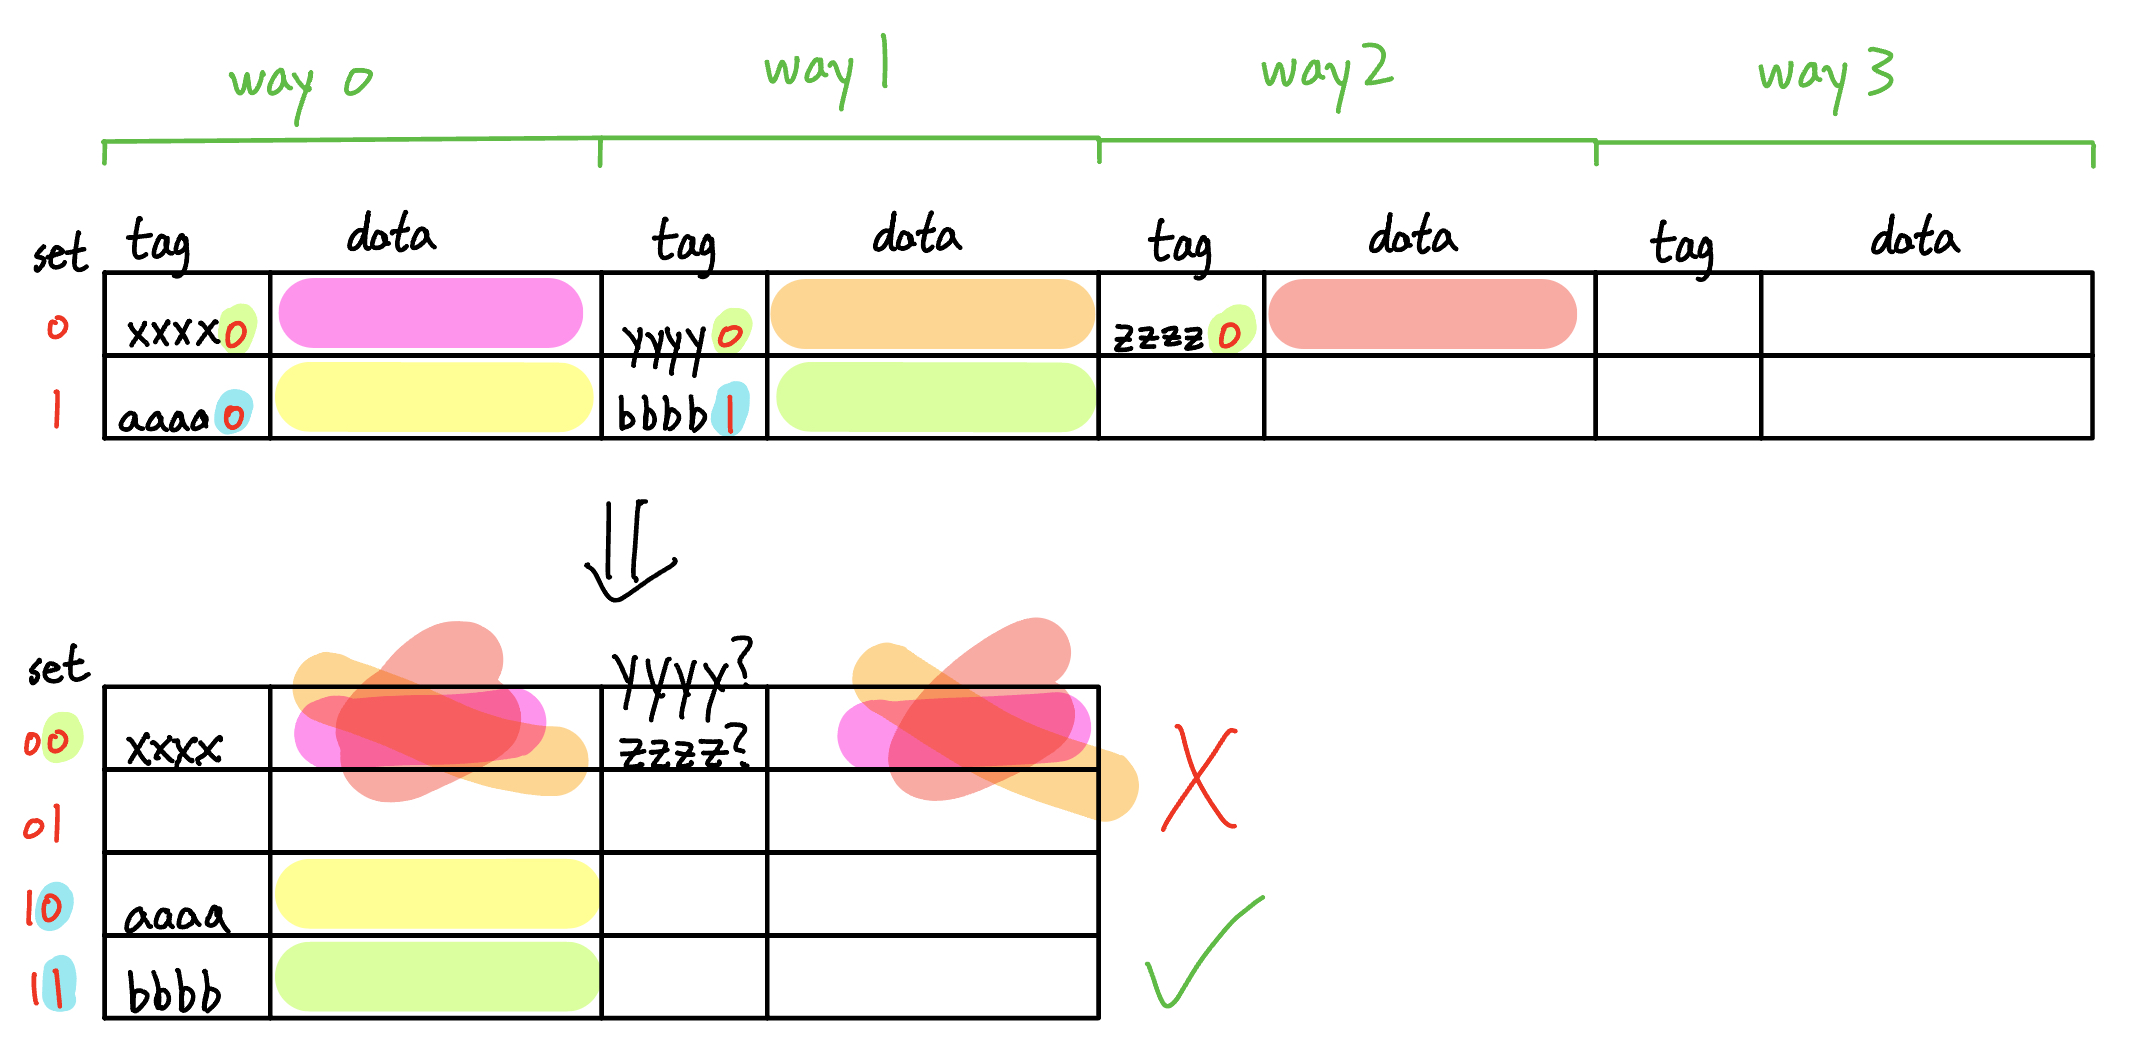 way 0 way 1 way 2 way 3
set tag data tag data tag data tag data
0 xxxx0 yyyy0 zzzz0
1 aaaa0 bbbb1
set yyyy?
00 xxxx zzzz?
01
10 aaaa
11 bbbb